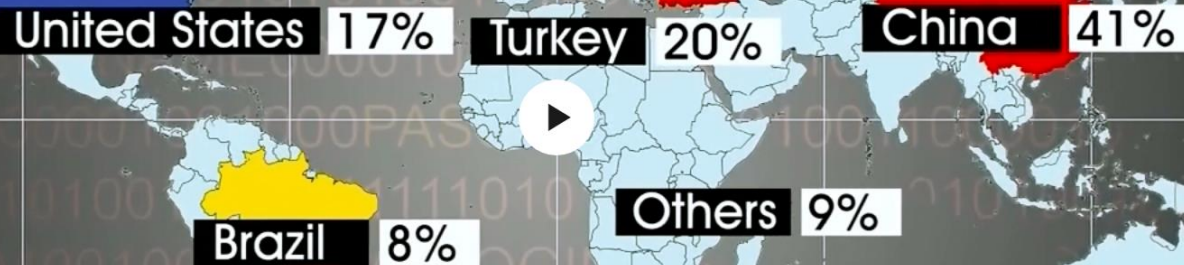 United States 17%
Turkey 20%
China 41%
Brazil 8%
Others 9%